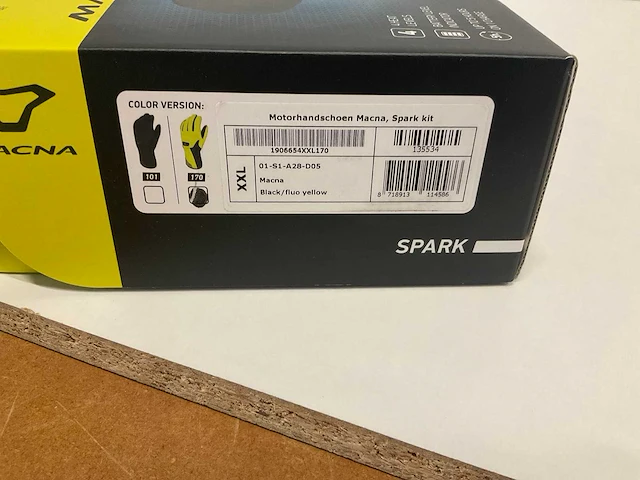 MACNA
COLOR VERSION:
101
170
Motorhandschoen Macna, Spark kit
1906654XXL170
135534
XXL
01-S1-A28-D05
Macna
Black/fluo yellow
8 718913 114586
SPARK